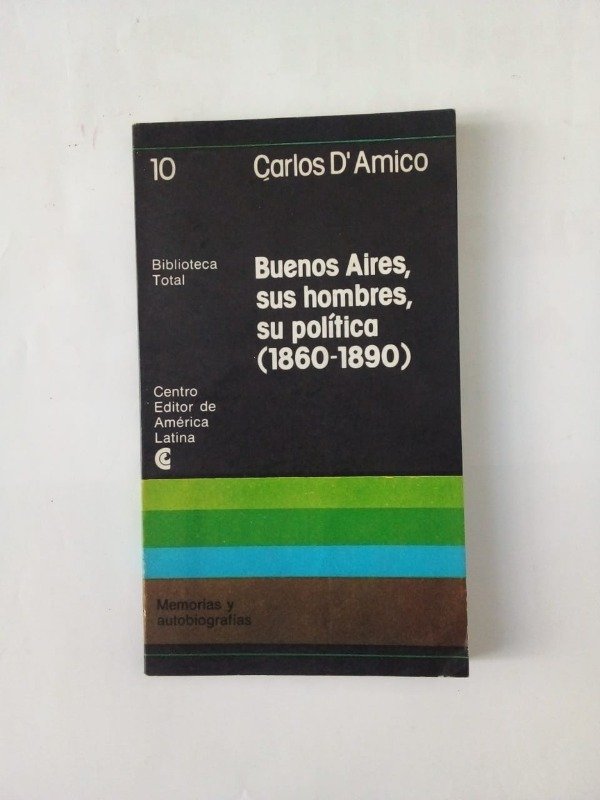 10
Carlos D'Amico
Biblioteca
Total
Buenos Aires,
sus hombres,
su política
(1860-1890)
Centro
Editor de
América
Latina
Memorias y
autobiografías